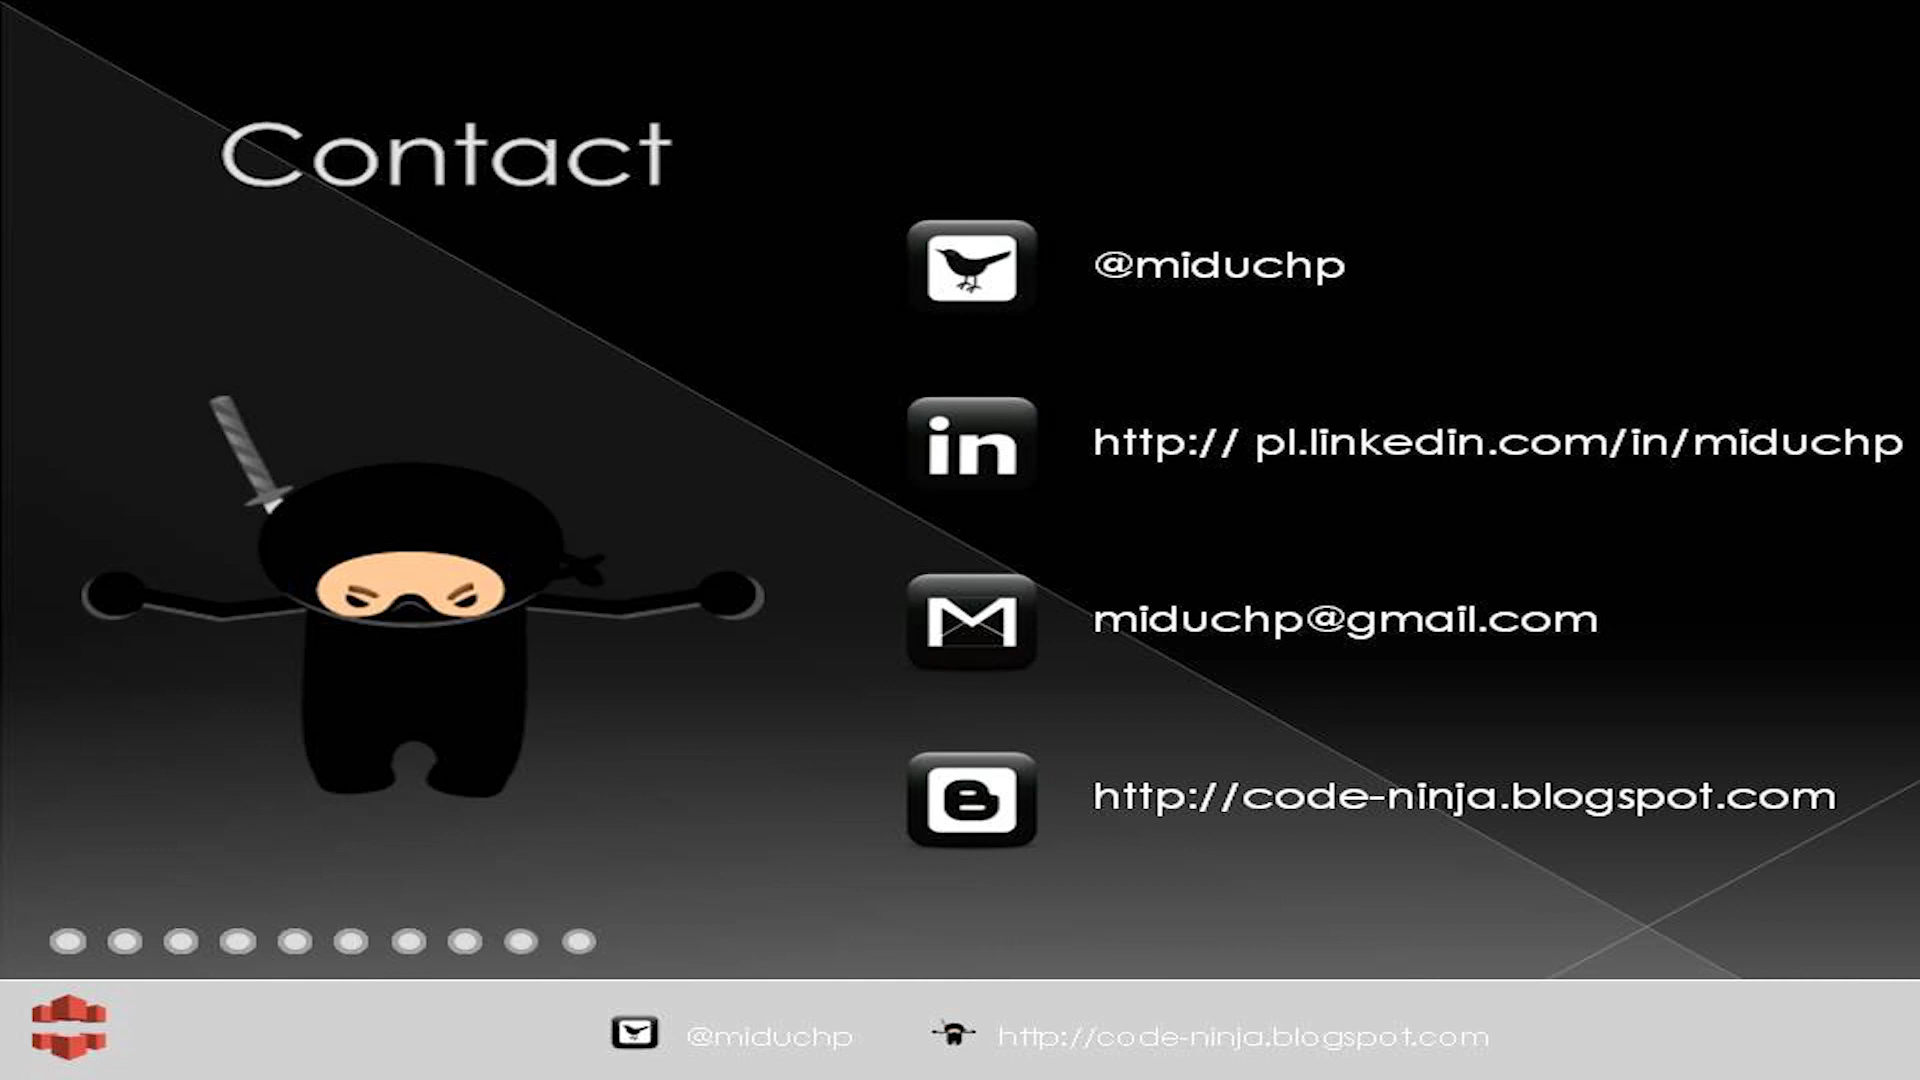 Contact
@miduchp
http:// pl.linkedin.com/in/miduchp
miduchp@gmail.com
http://code-ninja.blogspot.com
@miduchp http://code-ninja.blogspot.com